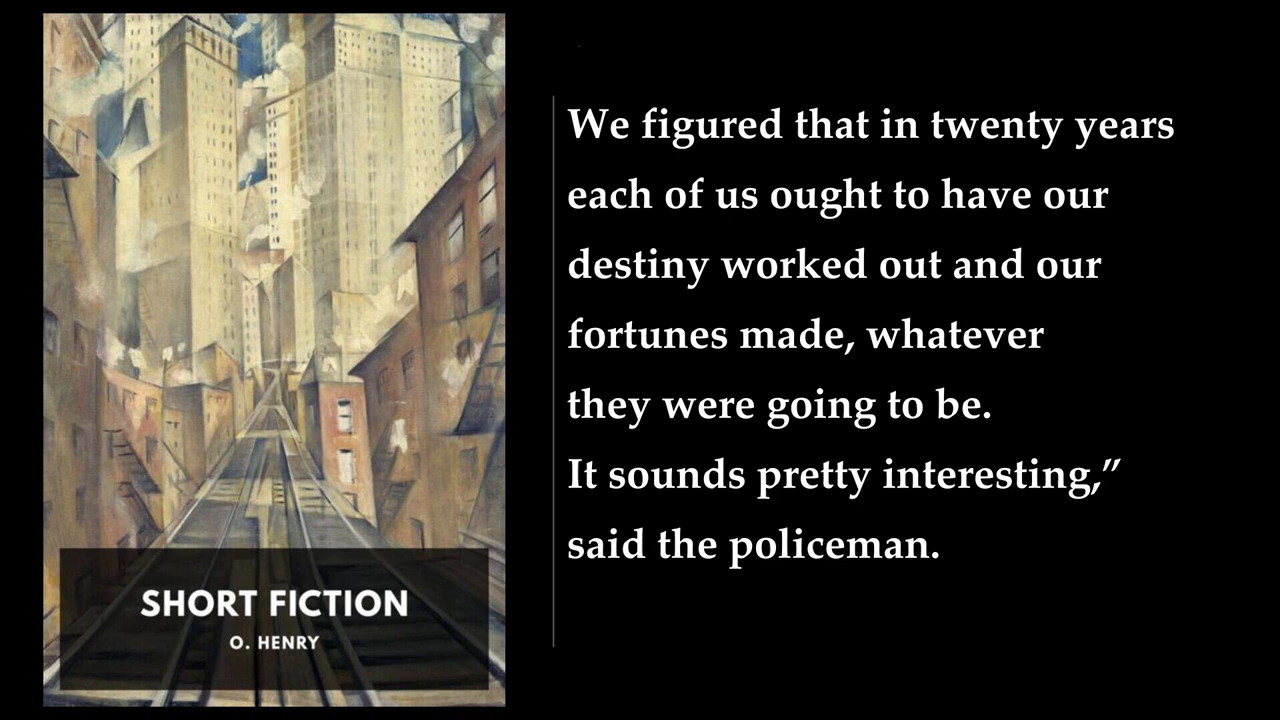 SHORT FICTION
O. HENRY
We figured that in twenty years
each of us ought to have our
destiny worked out and our
fortunes made, whatever
they were going to be.
It sounds pretty interesting,”
said the policeman.